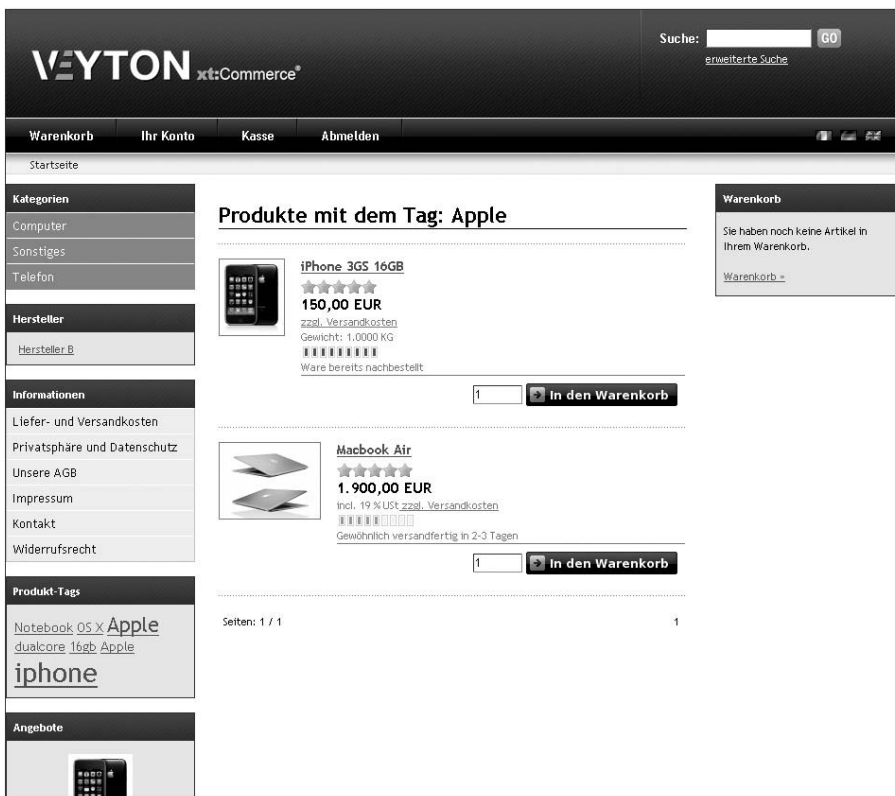 Suche: GO
erweiterte Suche
VEYTON xt:Commerce®
Warenkorb Ihr Konto Kasse Abmelden
Startseite
Kategorien
Computer
Sonstiges
Telefon
Hersteller
Hersteller B
Informationen
Liefer- und Versandkosten
Privatsphäre und Datenschutz
Unsere AGB
Impressum
Kontakt
Widerrufsrecht
Produkt-Tags
Notebook OS X Apple
dualcore 16gb Apple
iphone
Angebote
Produkte mit dem Tag: Apple
iPhone 3GS 16GB
150,00 EUR
zzgl. Versandkosten
Gewicht: 1,0000 KG
Ware bereits nachbestellt
1 In den Warenkorb
Macbook Air
1.900,00 EUR
incl. 19 % USt zzgl. Versandkosten
Gewöhnlich versandfertig in 2-3 Tagen
1 In den Warenkorb
Seiten: 1 / 1 1
Warenkorb
Sie haben noch keine Artikel in
Ihrem Warenkorb.
Warenkorb »